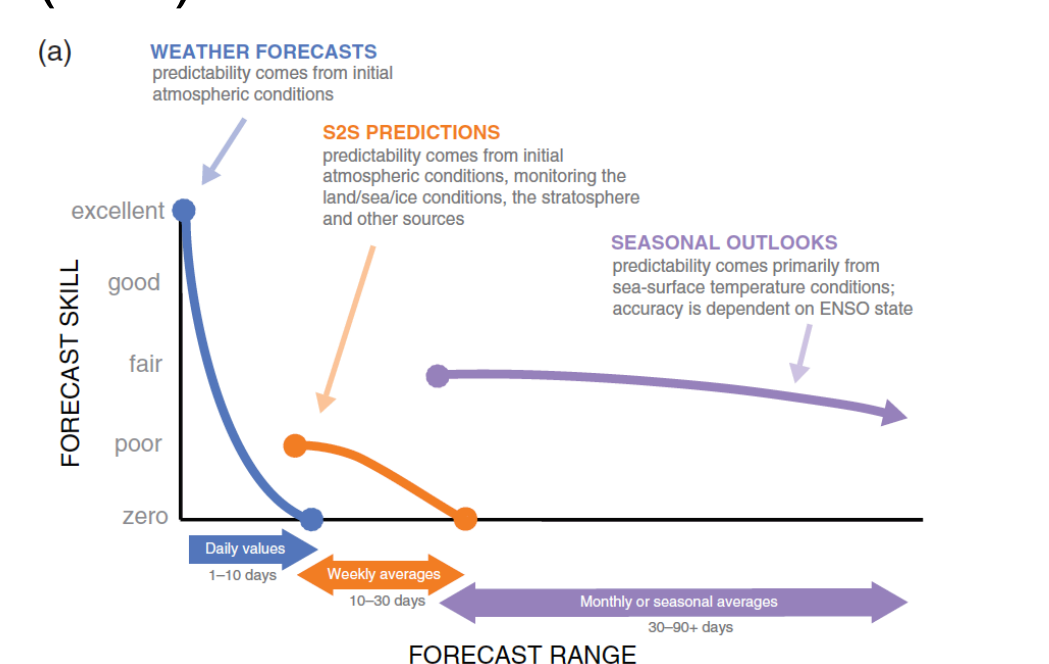 (a)
WEATHER FORECASTS
predictability comes from initial
atmospheric conditions
S2S PREDICTIONS
predictability comes from initial
atmospheric conditions, monitoring the
land/sea/ice conditions, the stratosphere
and other sources
SEASONAL OUTLOOKS
predictability comes primarily from
sea-surface temperature conditions;
accuracy is dependent on ENSO state
FORECAST SKILL
excellent
good
fair
poor
zero
Daily values
1–10 days
Weekly averages
10–30 days
Monthly or seasonal averages
30–90+ days
FORECAST RANGE